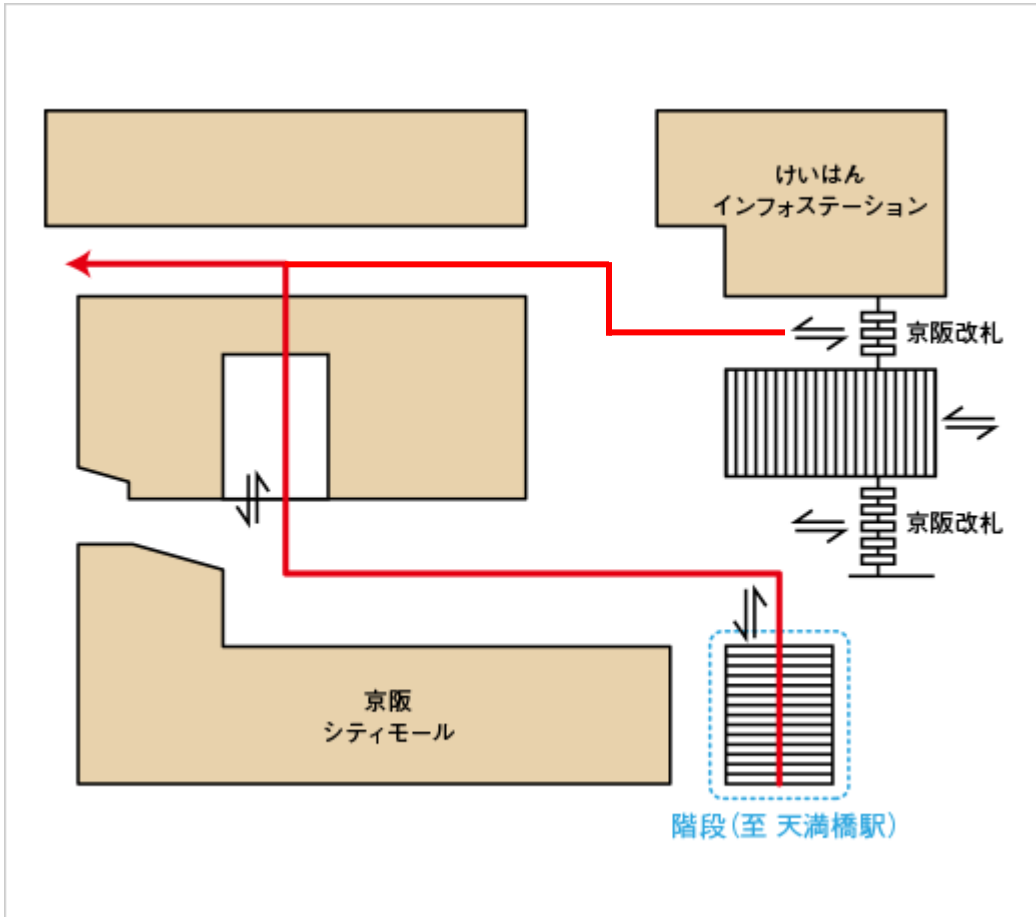 けいはん
インフォステーション
京阪改札
京阪改札
京阪
シティモール
階段(至 天満橋駅)